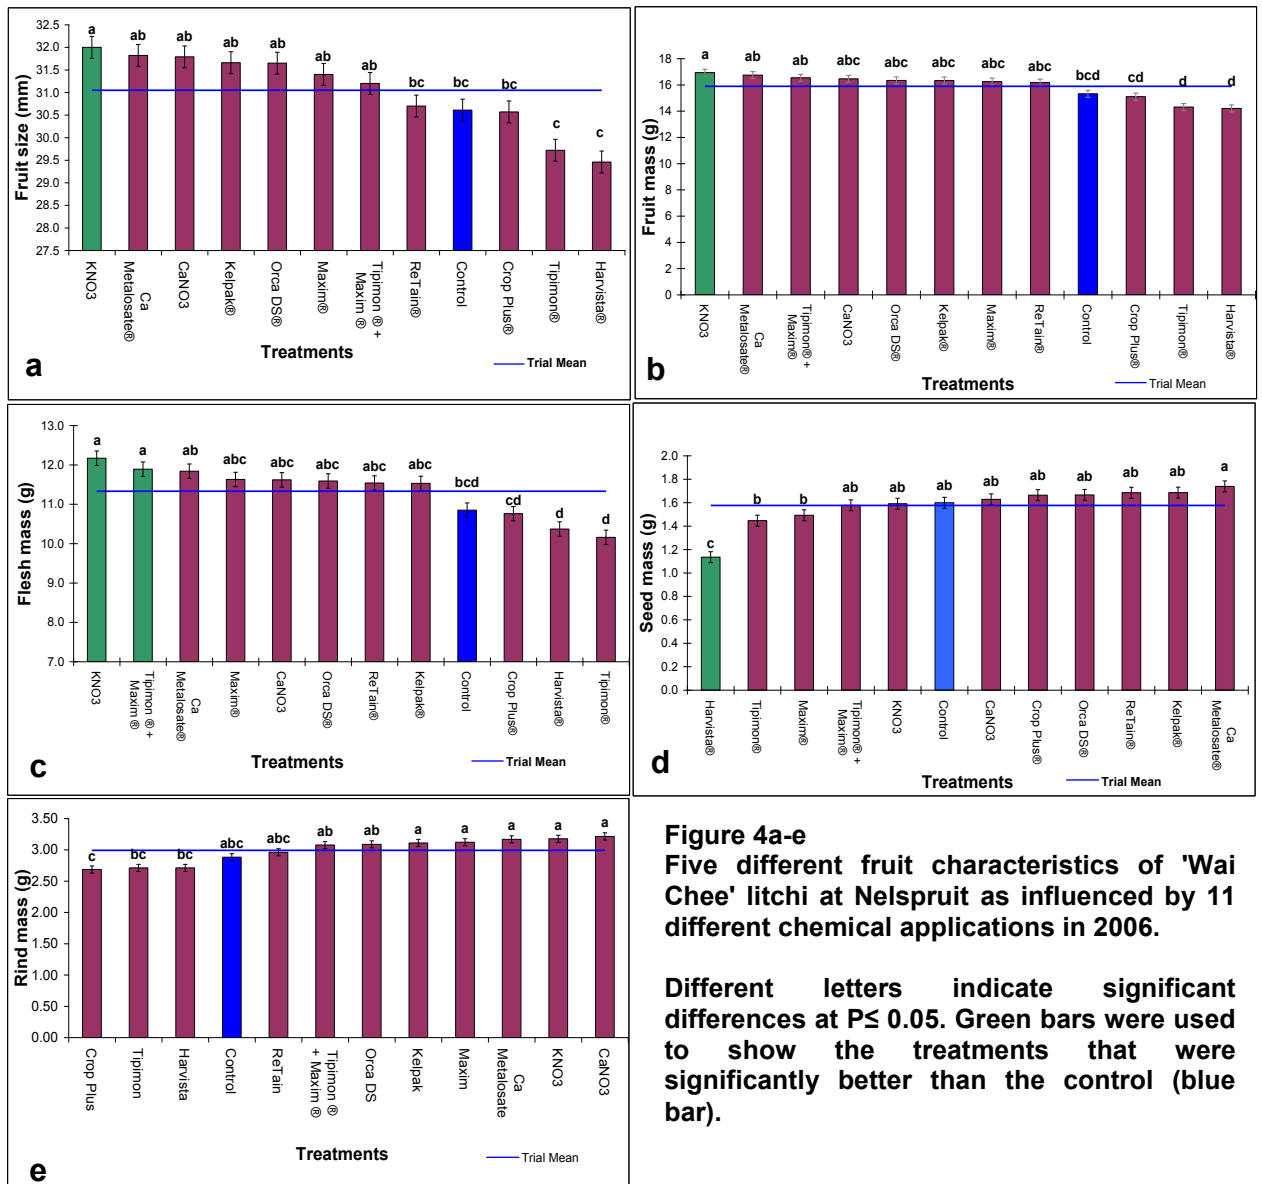 32.5
32.0
31.5
31.0
30.5
30.0
29.5
29.0
28.5
28.0
27.5
Fruit size (mm)
a ab ab ab ab ab ab bc bc bc c c
KNO3
Ca
Metalosate®
CaNO3
Kelpak®
Orca DS®
Maxim®
Tipimon ® +
Maxim ®
ReTain®
Control
Crop Plus®
Tipimon®
Harvista®
Treatments
Trial Mean
a
18
16
14
12
10
8
6
4
2
0
Fruit mass (g)
a ab ab abc abc abc abc abc bcd cd d d
KNO3
Ca
Metalosate®
Tipimon® +
Maxim®
CaNO3
Orca DS®
Kelpak®
Maxim®
ReTain®
Control
Crop Plus®
Tipimon®
Harvista®
Treatments
Trial Mean
b
13.0
12.0
11.0
10.0
9.0
8.0
7.0
Flesh mass (g)
a a ab abc abc abc abc abc bcd cd d d
KNO3
Tipimon ® +
Maxim ®
Ca
Metalosate®
Maxim®
CaNO3
Orca DS®
ReTain®
Kelpak®
Control
Crop Plus®
Harvista®
Tipimon®
Treatments
Trial Mean
c
2.0
1.8
1.6
1.4
1.2
1.0
0.8
0.6
0.4
0.2
0.0
Seed mass (g)
c b b ab ab ab ab ab ab ab ab a
Harvista®
Tipimon®
Maxim®
Tipimon® +
Maxim®
KNO3
Control
CaNO3
Crop Plus®
Orca DS®
ReTain®
Kelpak®
Ca
Metalosate®
Treatments
Trial Mean
d
3.50
3.00
2.50
2.00
1.50
1.00
0.50
0.00
Rind mass (g)
c bc bc abc abc ab ab a a a a a
Crop Plus
Tipimon
Harvista
Control
ReTain
Tipimon ®
+ Maxim ®
Orca DS
Kelpak
Maxim
Ca
Metalosate
KNO3
CaNO3
Treatments
Trial Mean
e
Figure 4a-e
Five different fruit characteristics of 'Wai
Chee' litchi at Nelspruit as influenced by 11
different chemical applications in 2006.
Different letters indicate significant
differences at P≤ 0.05. Green bars were used
to show the treatments that were
significantly better than the control (blue
bar).